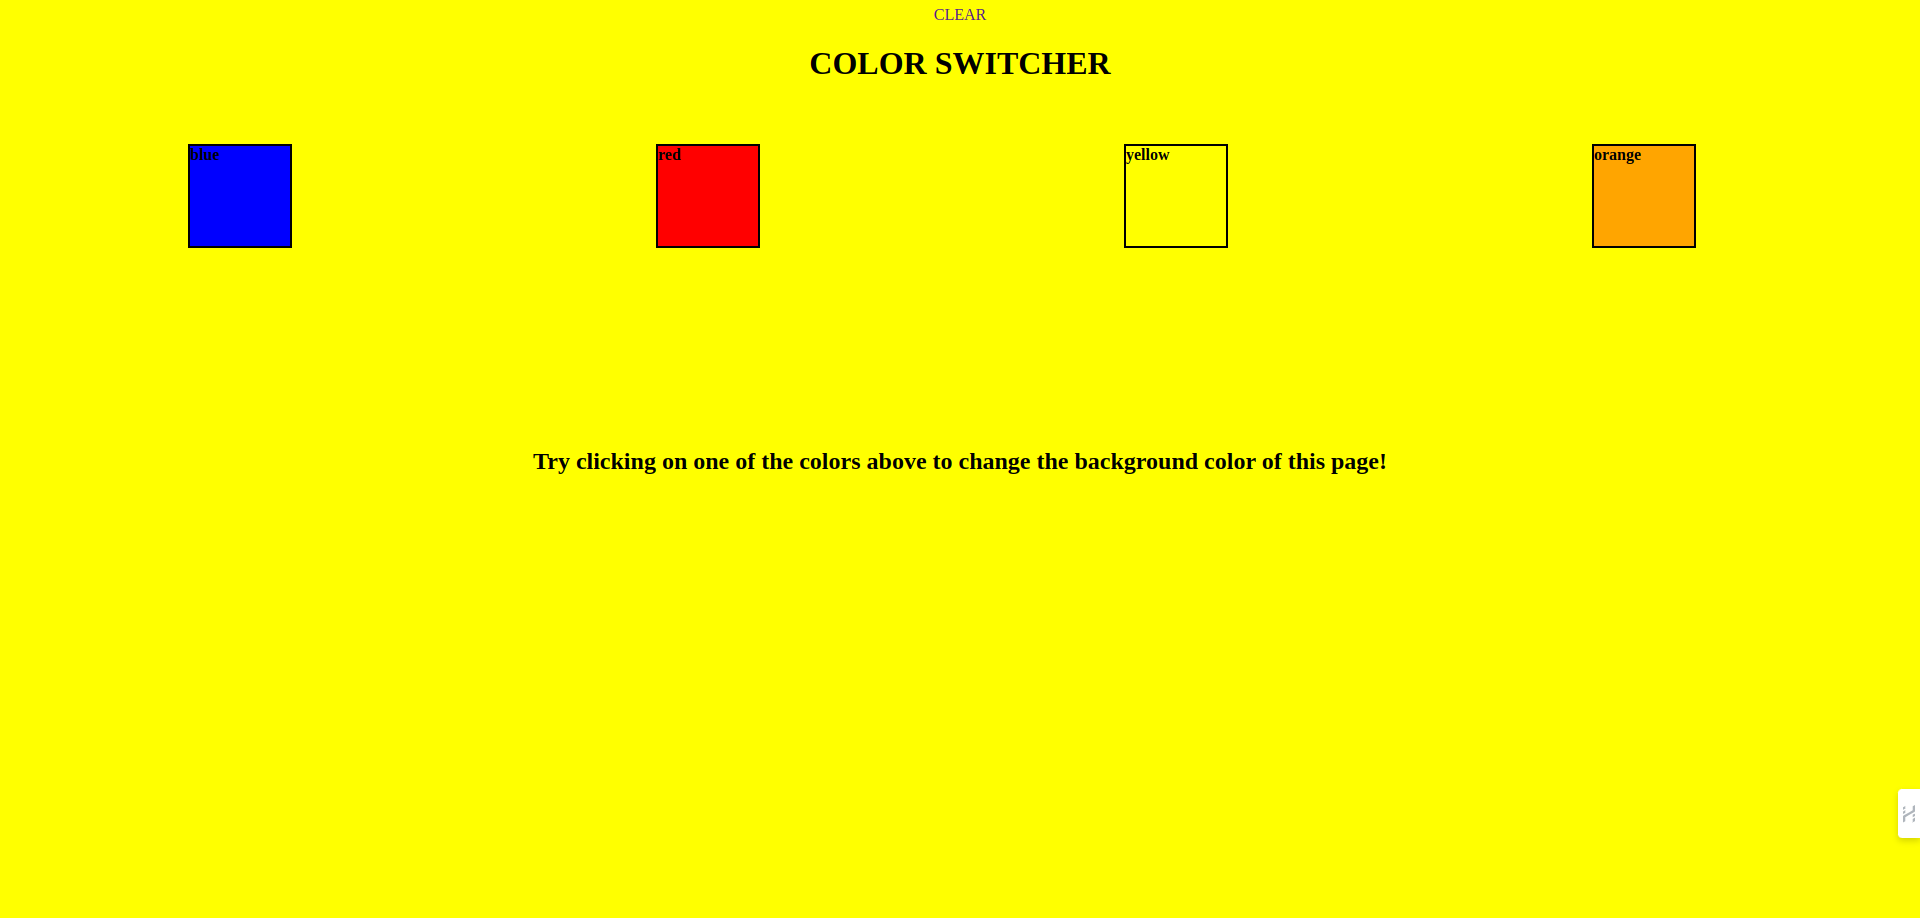 CLEAR
COLOR SWITCHER
blue
red
yellow
orange
Try clicking on one of the colors above to change the background color of this page!